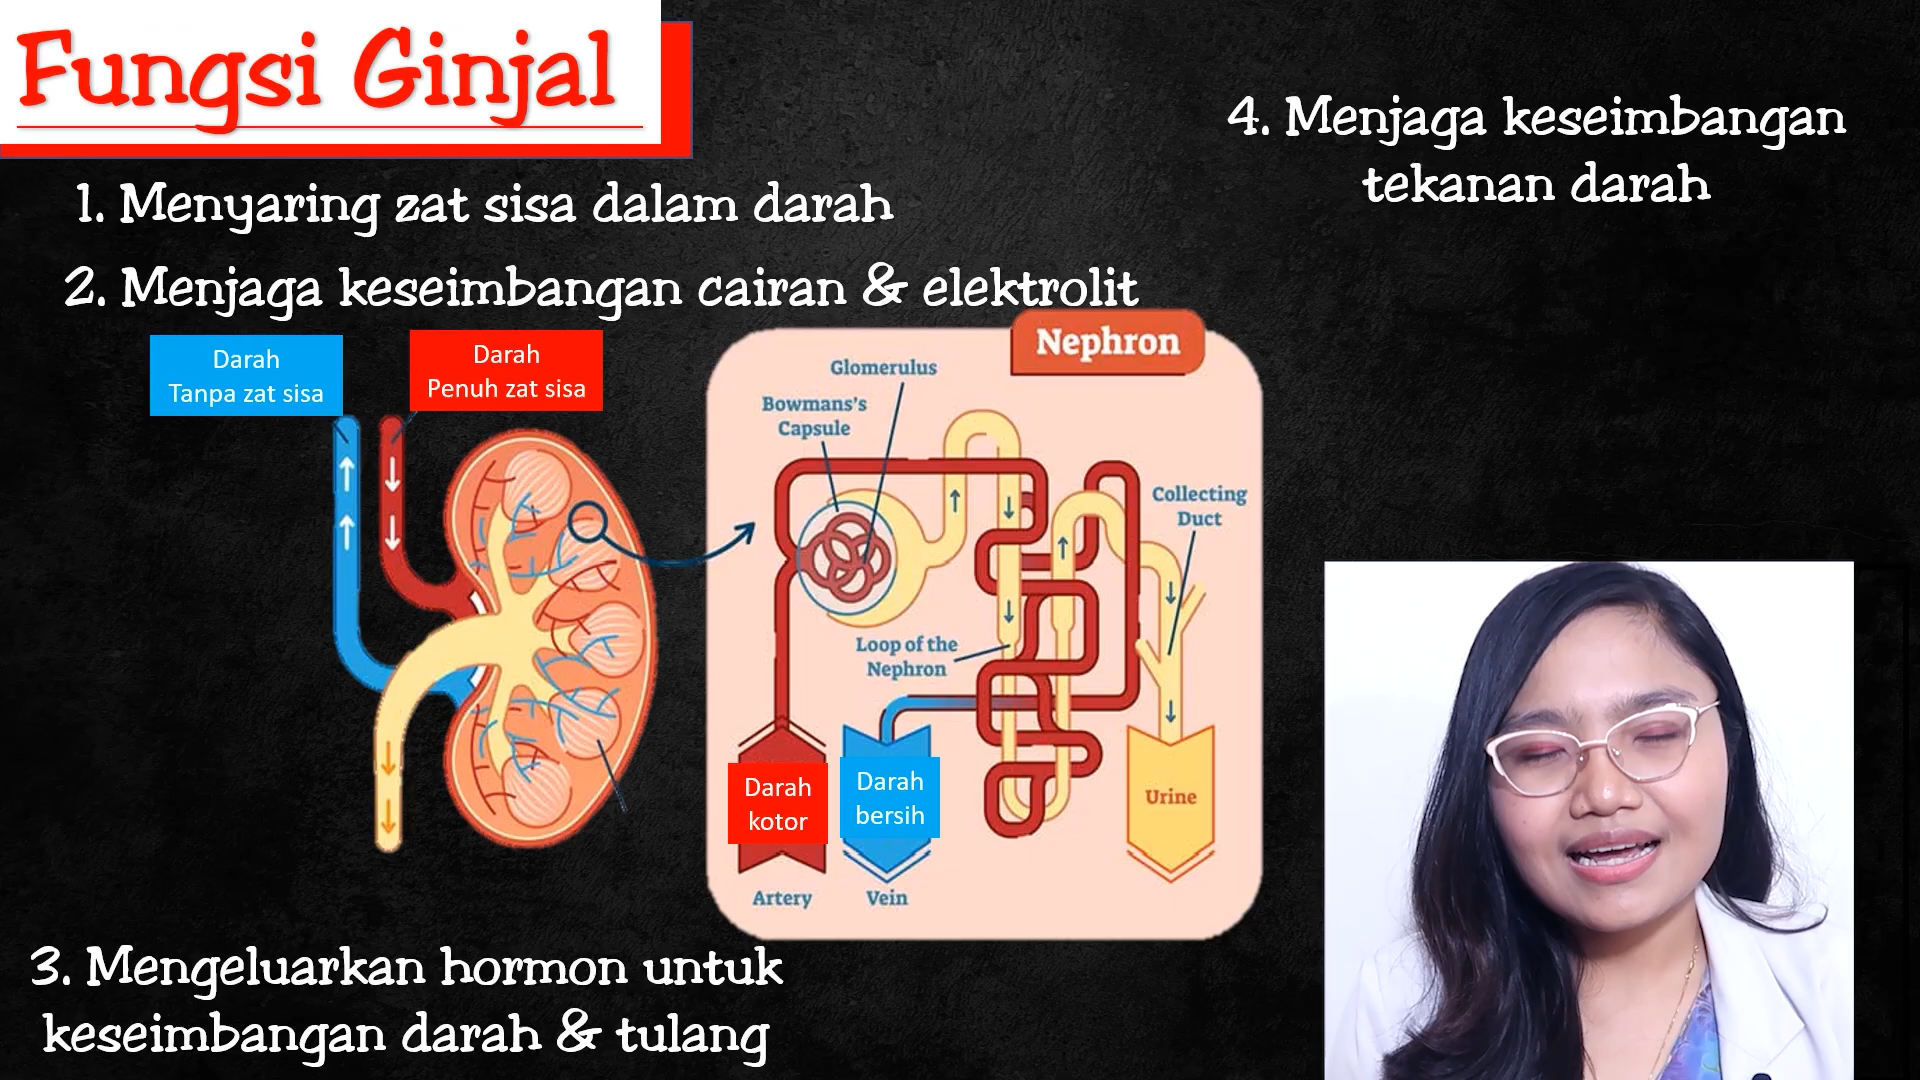 Fungsi Ginjal
1. Menyaring zat sisa dalam darah
2. Menjaga keseimbangan cairan & elektrolit
Darah
Tanpa zat sisa
Darah
Penuh zat sisa
Nephron
Glomerulus
Bowmans's
Capsule
Collecting
Duct
Loop of the
Nephron
Darah
kotor
Darah
bersih
Urine
Artery
Vein
3. Mengeluarkan hormon untuk
keseimbangan darah & tulang
4. Menjaga keseimbangan
tekanan darah